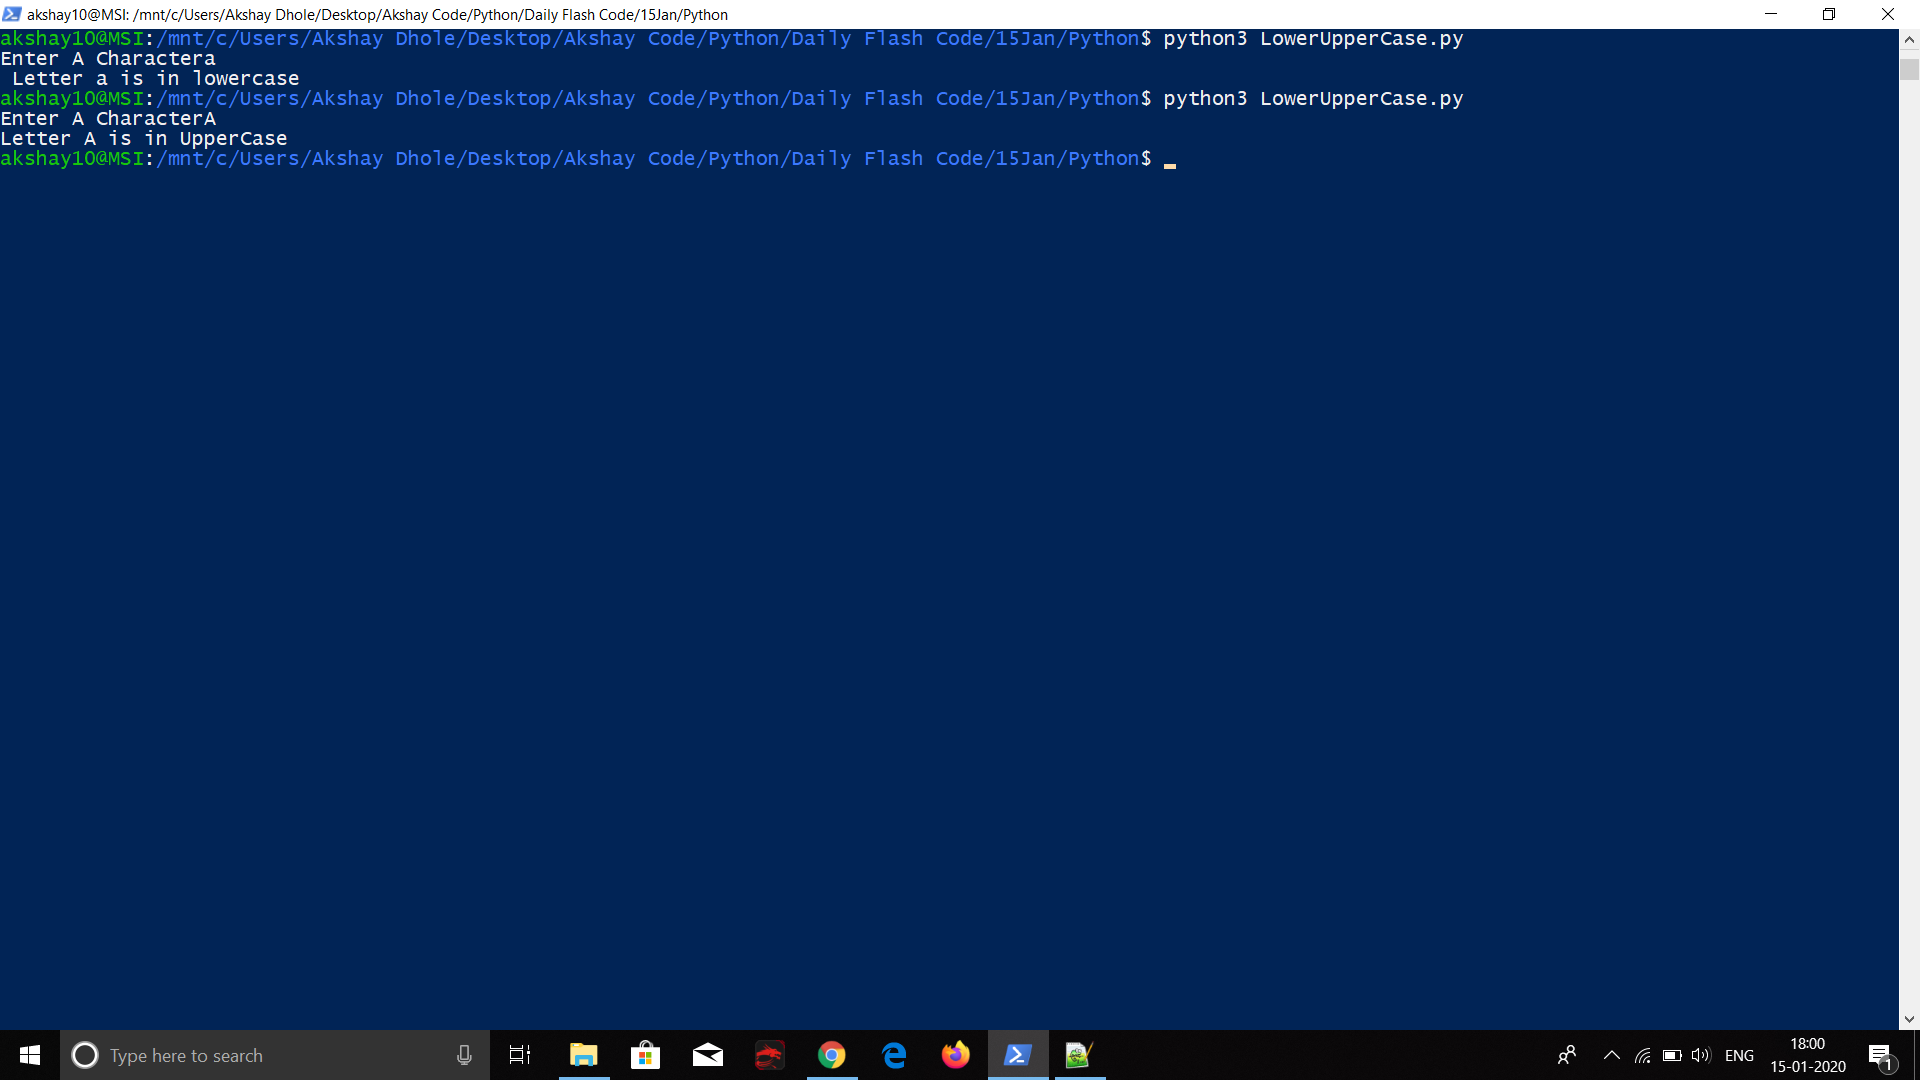 akshay10@MSI: /mnt/c/Users/Akshay Dhole/Desktop/Akshay Code/Python/Daily Flash Code/15Jan/Python
akshay10@MSI:/mnt/c/Users/Akshay Dhole/Desktop/Akshay Code/Python/Daily Flash Code/15Jan/Python$ python3 LowerUpperCase.py
Enter A Charactera
 Letter a is in lowercase
akshay10@MSI:/mnt/c/Users/Akshay Dhole/Desktop/Akshay Code/Python/Daily Flash Code/15Jan/Python$ python3 LowerUpperCase.py
Enter A CharacterA
Letter A is in UpperCase
akshay10@MSI:/mnt/c/Users/Akshay Dhole/Desktop/Akshay Code/Python/Daily Flash Code/15Jan/Python$
Type here to search
ENG
18:00
15-01-2020
1